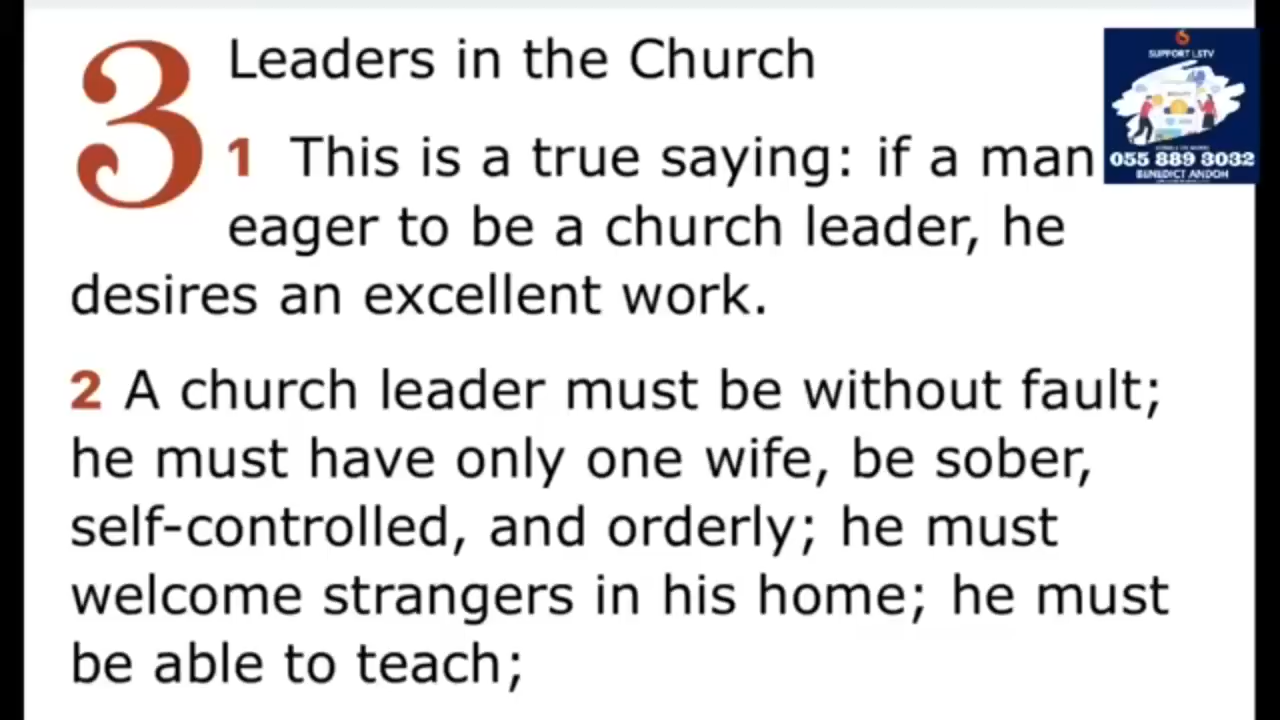 3
Leaders in the Church
1 This is a true saying: if a man
eager to be a church leader, he
desires an excellent work.
2 A church leader must be without fault;
he must have only one wife, be sober,
self-controlled, and orderly; he must
welcome strangers in his home; he must
be able to teach;
SUPPORT LSTV
055 889 3032
BENEDICT ANDOH